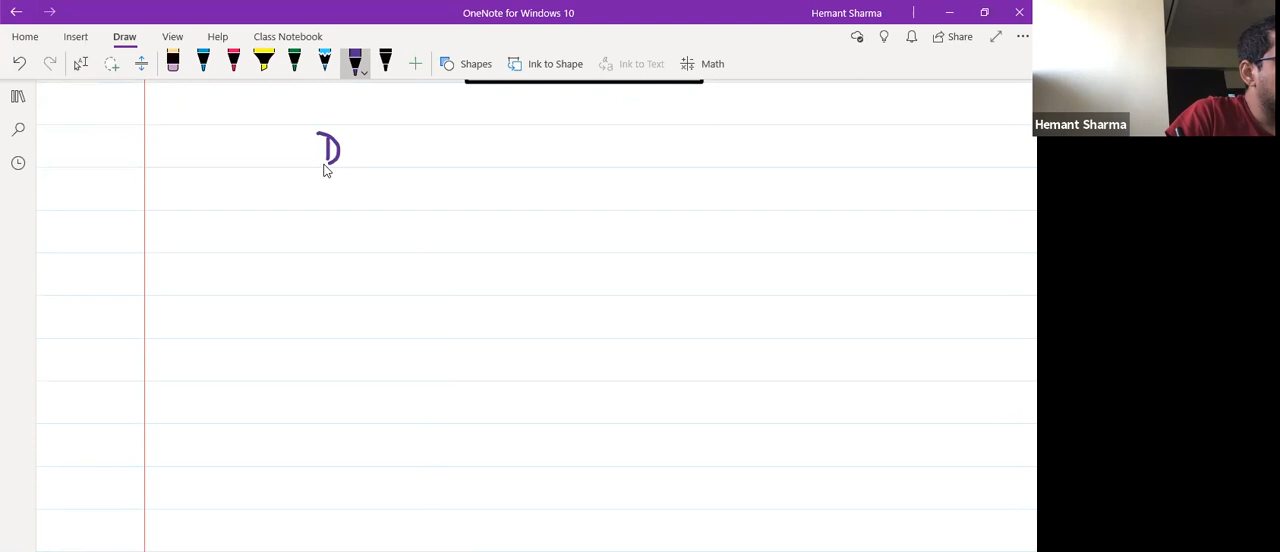 OneNote for Windows 10
Hemant Sharma
Home Insert Draw View Help Class Notebook
Share
Shapes Ink to Shape Ink to Text Math
Hemant Sharma
D